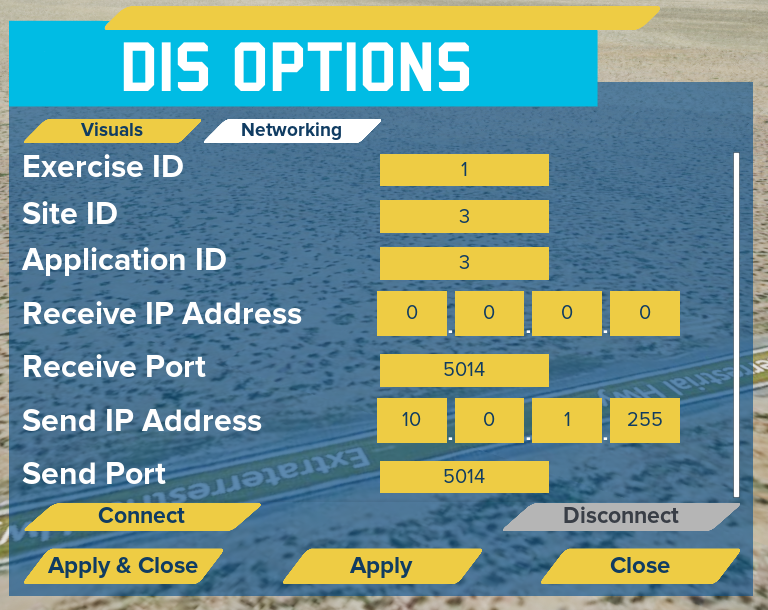 DIS OPTIONS
Visuals Networking
Exercise ID 1
Site ID 3
Application ID 3
Receive IP Address 0.0.0.0
Receive Port 5014
Send IP Address 10.0.1.255
Send Port 5014
Connect Disconnect
Apply & Close Apply Close
Extraterrestri
rrestrial Hwy